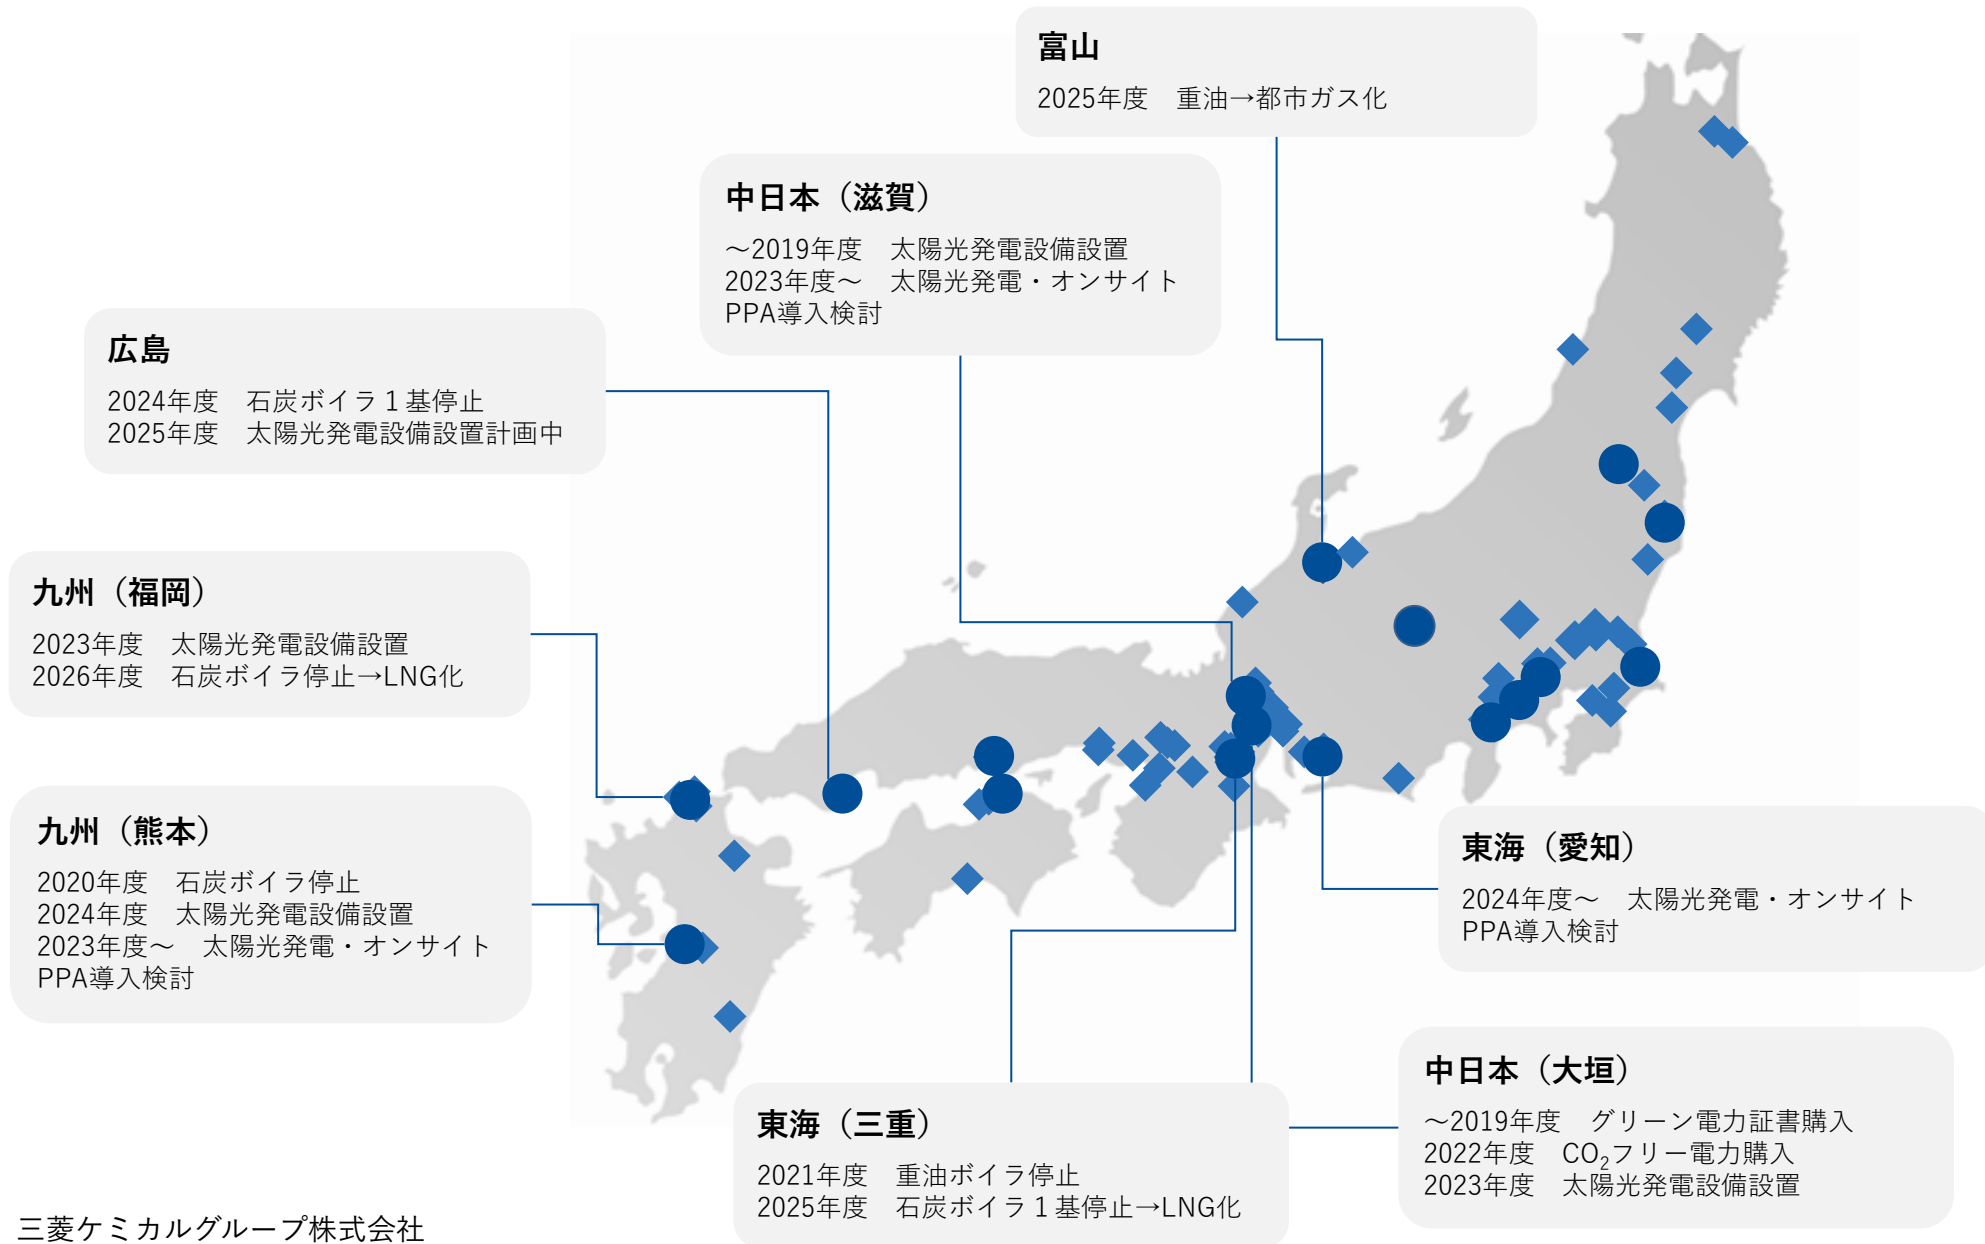 富山
2025年度　重油→都市ガス化
中日本（滋賀）
～2019年度　太陽光発電設備設置
2023年度～　太陽光発電・オンサイト
PPA導入検討
広島
2024年度　石炭ボイラ１基停止
2025年度　太陽光発電設備設置計画中
九州（福岡）
2023年度　太陽光発電設備設置
2026年度　石炭ボイラ停止→LNG化
九州（熊本）
2020年度　石炭ボイラ停止
2024年度　太陽光発電設備設置
2023年度～　太陽光発電・オンサイト
PPA導入検討
東海（愛知）
2024年度～　太陽光発電・オンサイト
PPA導入検討
東海（三重）
2021年度　重油ボイラ停止
2025年度　石炭ボイラ１基停止→LNG化
中日本（大垣）
～2019年度　グリーン電力証書購入
2022年度　CO₂フリー電力購入
2023年度　太陽光発電設備設置
三菱ケミカルグループ株式会社